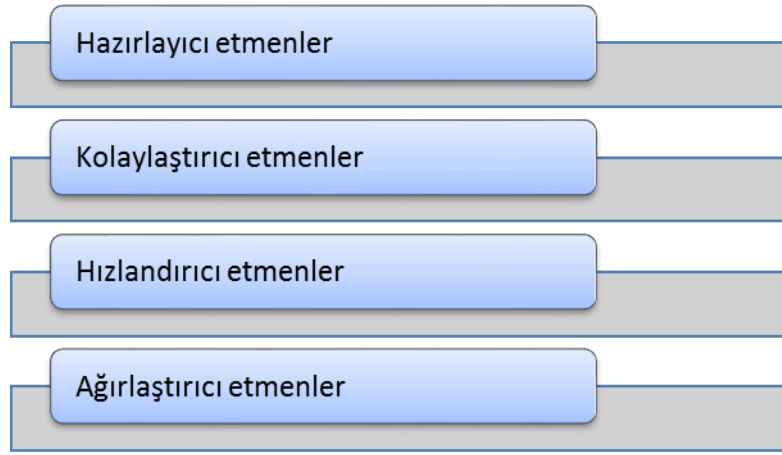 Hazırlayıcı etmenler
Kolaylaştırıcı etmenler
Hızlandırıcı etmenler
Ağırlaştırıcı etmenler